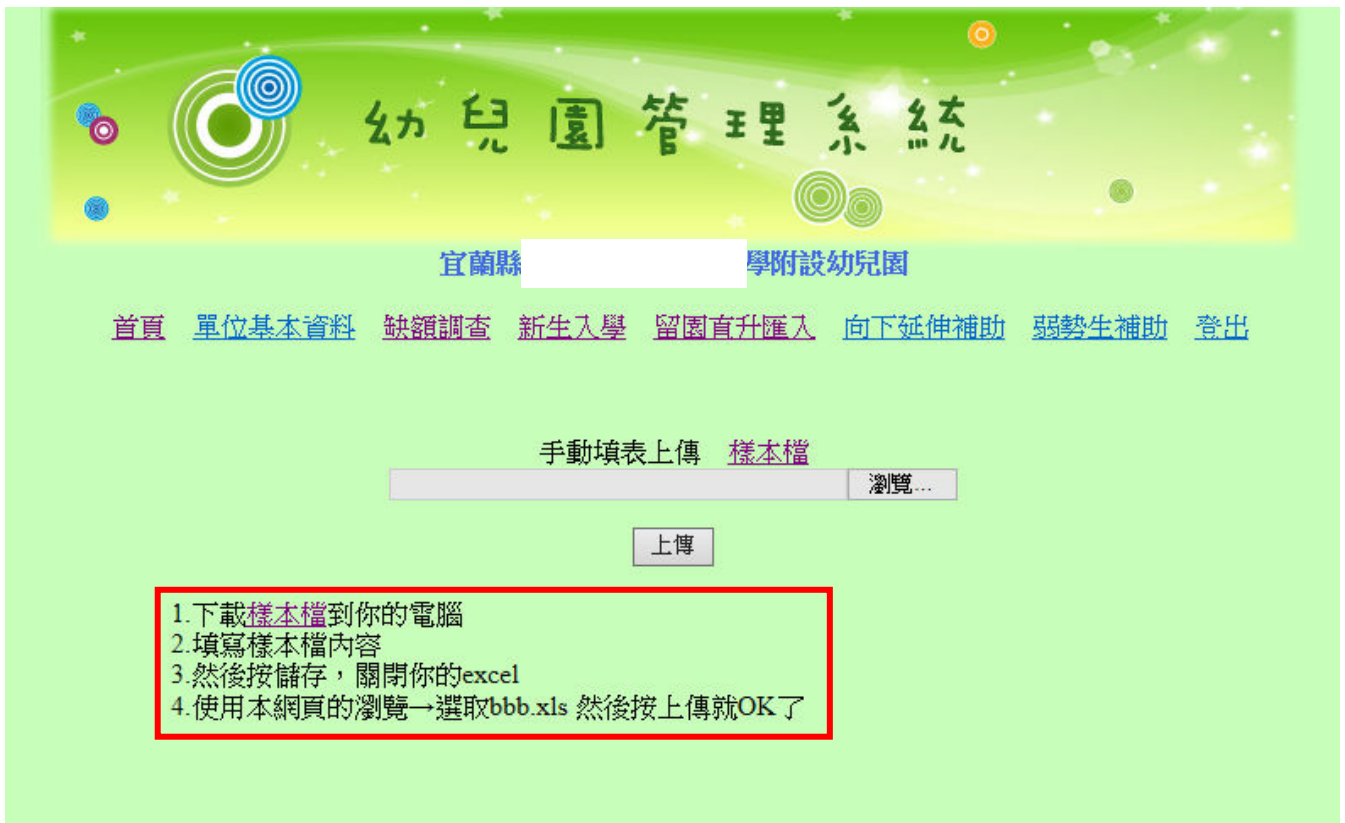 幼兒園管理系統
宜蘭縣 學附設幼兒園
首頁 單位基本資料 缺額調查 新生入學 留園直升匯入 向下延伸補助 弱勢生補助 登出
手動填表上傳 樣本檔
瀏覽...
上傳
1.下載樣本檔到你的電腦
2.填寫樣本檔內容
3.然後按儲存，關閉你的excel
4.使用本網頁的瀏覽→選取bbb.xls 然後按上傳就OK了